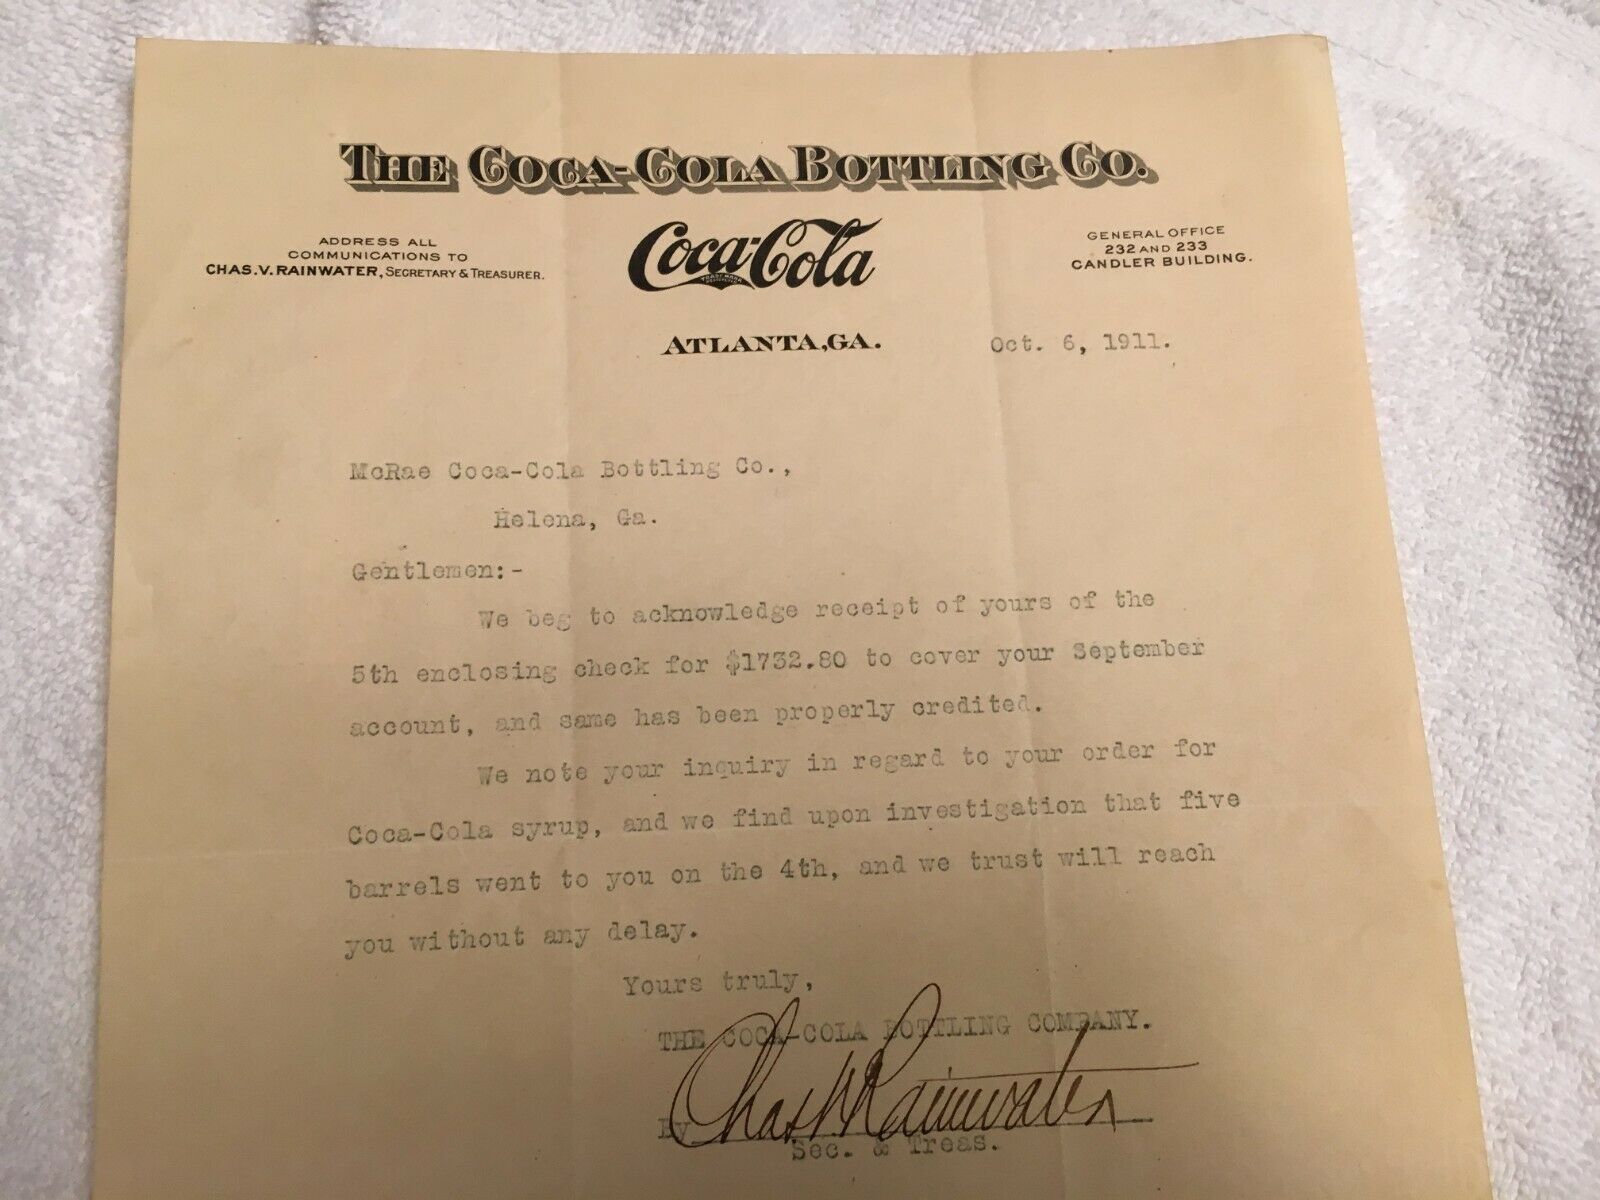 THE COCA-COLA BOTTLING CO.
ADDRESS ALL
COMMUNICATIONS TO
CHAS. V. RAINWATER, SECRETARY & TREASURER.
Coca-Cola
GENERAL OFFICE
232 AND 233
CANDLER BUILDING.
ATLANTA, GA.
Oct. 6, 1911.
McRae Coca-Cola Bottling Co.,
Helena, Ga.
Gentlemen:-
We beg to acknowledge receipt of yours of the
5th enclosing check for $1732.80 to cover your September
account, and same has been properly credited.
We note your inquiry in regard to your order for
Coca-Cola syrup, and we find upon investigation that five
barrels went to you on the 4th, and we trust will reach
you without any delay.
Yours truly,
THE COCA-COLA BOTTLING COMPANY.
By Chas V. Rainwater
Sec. & Treas.